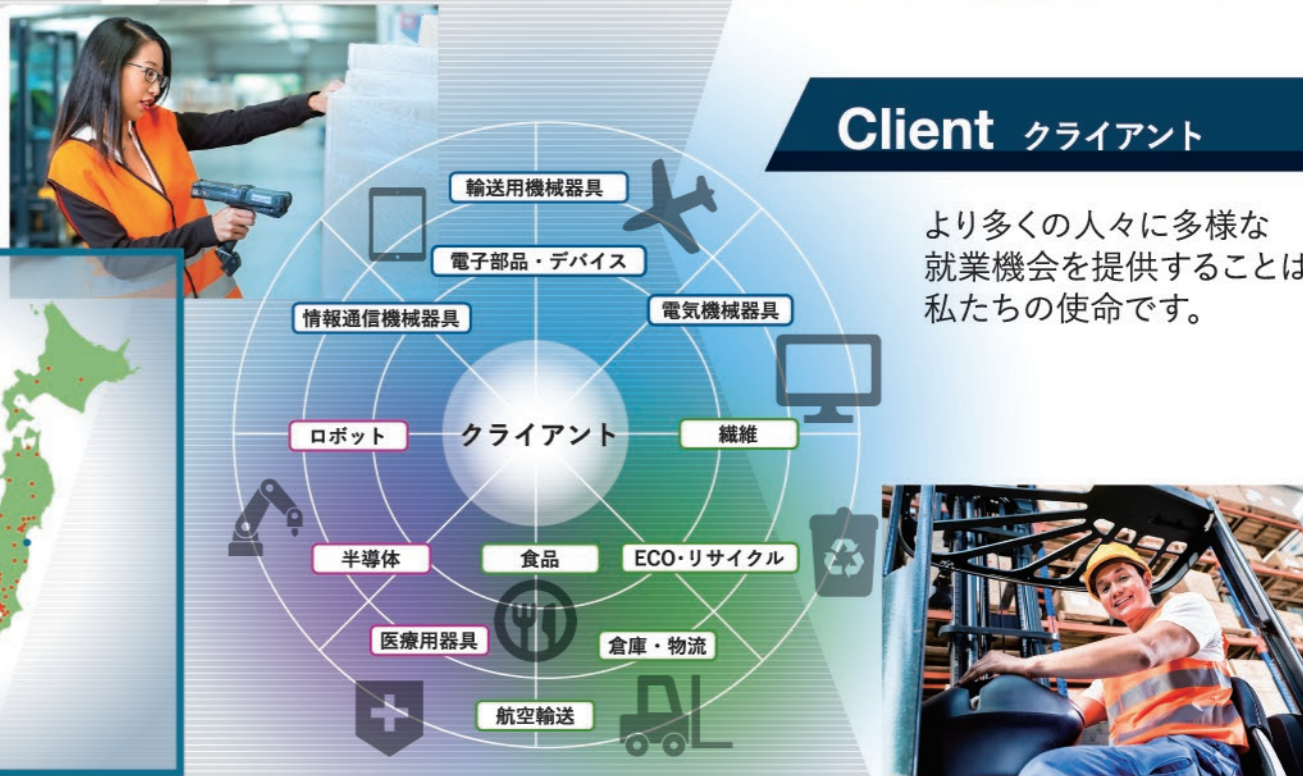 Client クライアント
より多くの人々に多様な
就業機会を提供することは
私たちの使命です。
輸送用機械器具
電子部品・デバイス
情報通信機械器具
電気機械器具
ロボット
クライアント
繊維
半導体
食品
ECO・リサイクル
医療用器具
倉庫・物流
航空輸送